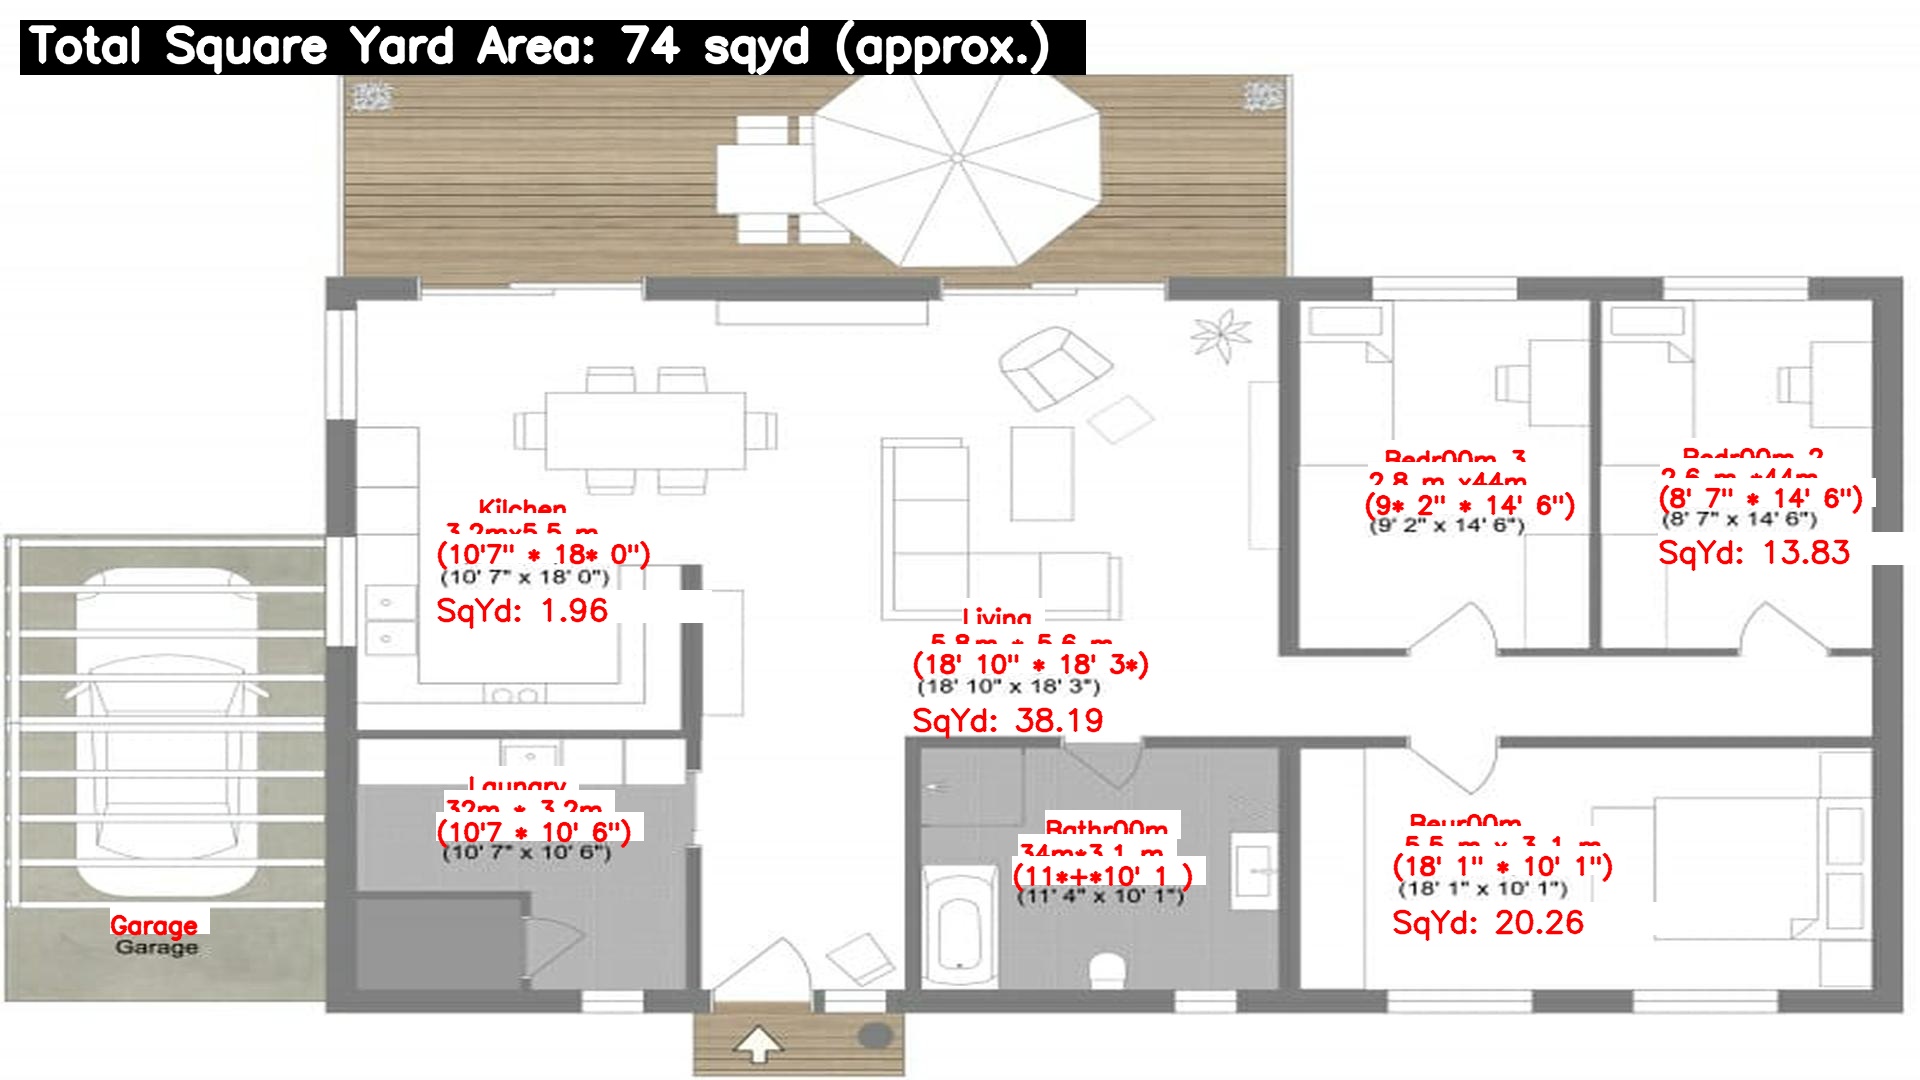 Total Square Yard Area: 74 sqyd (approx.)
Kilchen
3.2mx5.5 m
(10'7" * 18* 0")
(10' 7" x 18' 0")
SqYd: 1.96
Living
5.8m * 5.6 m
(18' 10" * 18' 3*)
(18' 10" x 18' 3")
SqYd: 38.19
Bedr00m 3
2.8 m x44m
(9* 2" * 14' 6")
(9' 2" x 14' 6")
Bedr00m 2
2.6 m *44m
(8' 7" * 14' 6")
(8' 7" x 14' 6")
SqYd: 13.83
Laundry
32m * 3.2m
(10'7 * 10' 6")
(10' 7" x 10' 6")
Bathr00m
34m*3.1 m
(11*+*10' 1 )
(11' 4" x 10' 1")
Beur00m
5.5 m x 3.1 m
(18' 1" * 10' 1")
(18' 1" x 10' 1")
SqYd: 20.26
Garage
Garage